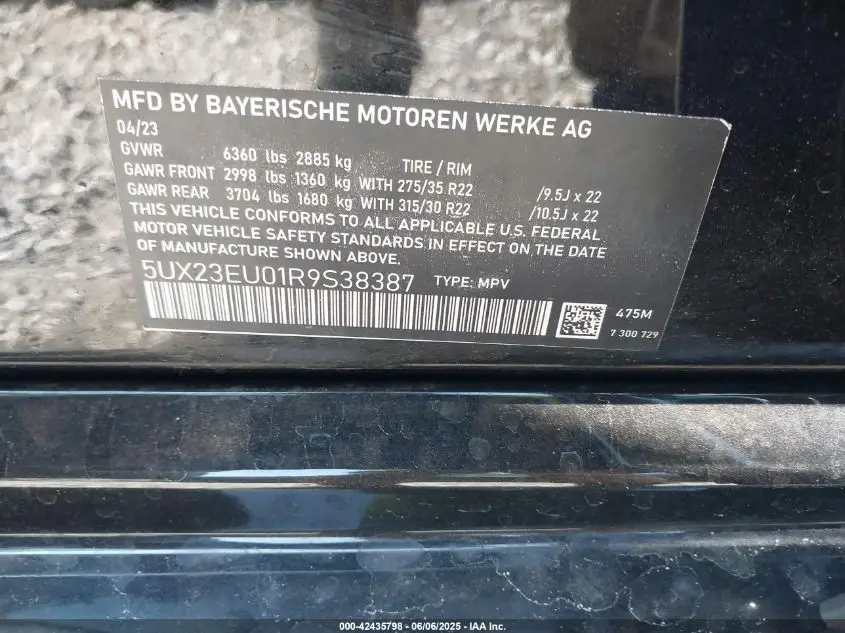 MFD BY BAYERISCHE MOTOREN WERKE AG
04/23
GVWR 6360 lbs 2885 kg TIRE / RIM
GAWR FRONT 2998 lbs 1360 kg WITH 275/35 R22 /9.5J x 22
GAWR REAR 3704 lbs 1680 kg WITH 315/30 R22 /10.5J x 22
THIS VEHICLE CONFORMS TO ALL APPLICABLE U.S. FEDERAL
MOTOR VEHICLE SAFETY STANDARDS IN EFFECT ON THE DATE
OF MANUFACTURE SHOWN ABOVE.
5UX23EU01R9S38387 TYPE: MPV
475M
7 300 729
000-42435798 - 06/06/2025 - IAA Inc.